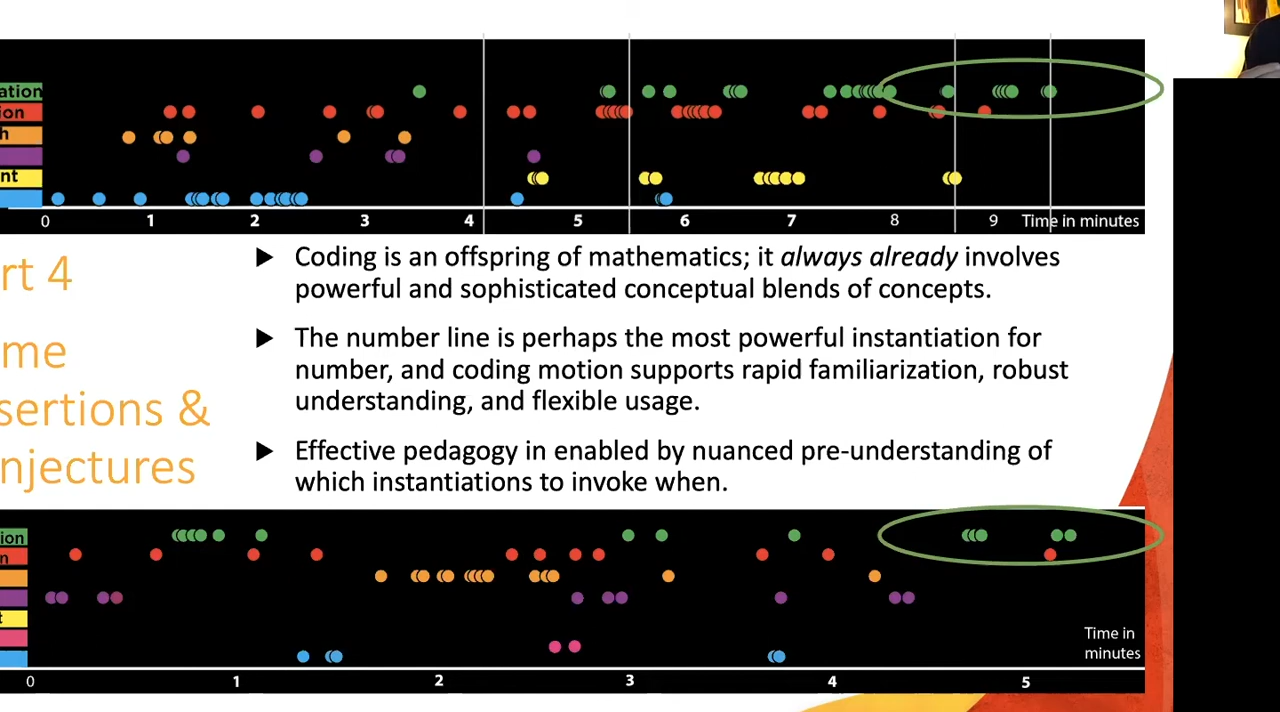 ation
ion
h
nt
0 1 2 3 4 5 6 7 8 9 Time in minutes
rt 4
me
sertions &
njectures
Coding is an offspring of mathematics; it always already involves
powerful and sophisticated conceptual blends of concepts.
The number line is perhaps the most powerful instantiation for
number, and coding motion supports rapid familiarization, robust
understanding, and flexible usage.
Effective pedagogy in enabled by nuanced pre-understanding of
which instantiations to invoke when.
ion
n
t
Time in
minutes
0 1 2 3 4 5